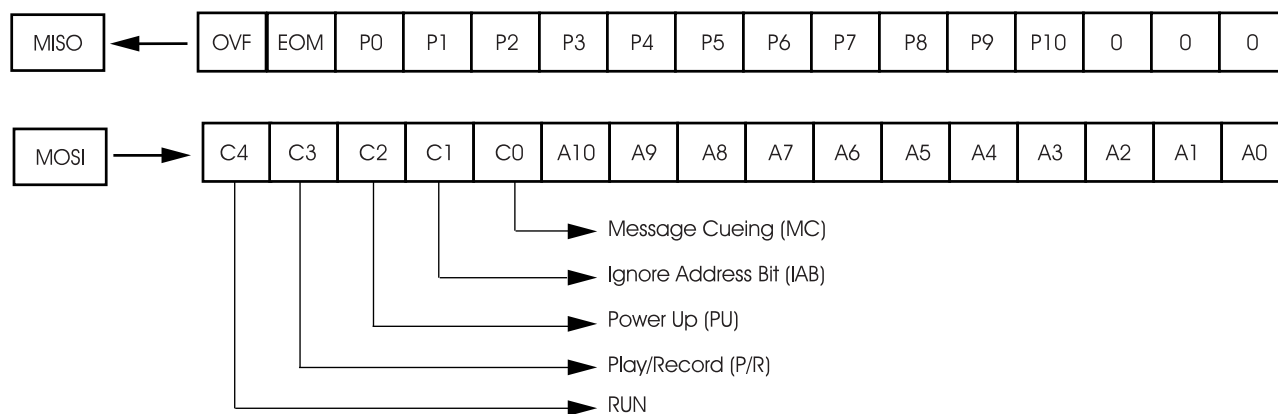 MISO OVF EOM P0 P1 P2 P3 P4 P5 P6 P7 P8 P9 P10 0 0 0
MOSI C4 C3 C2 C1 C0 A10 A9 A8 A7 A6 A5 A4 A3 A2 A1 A0
Message Cueing (MC)
Ignore Address Bit (IAB)
Power Up (PU)
Play/Record (P/R)
RUN